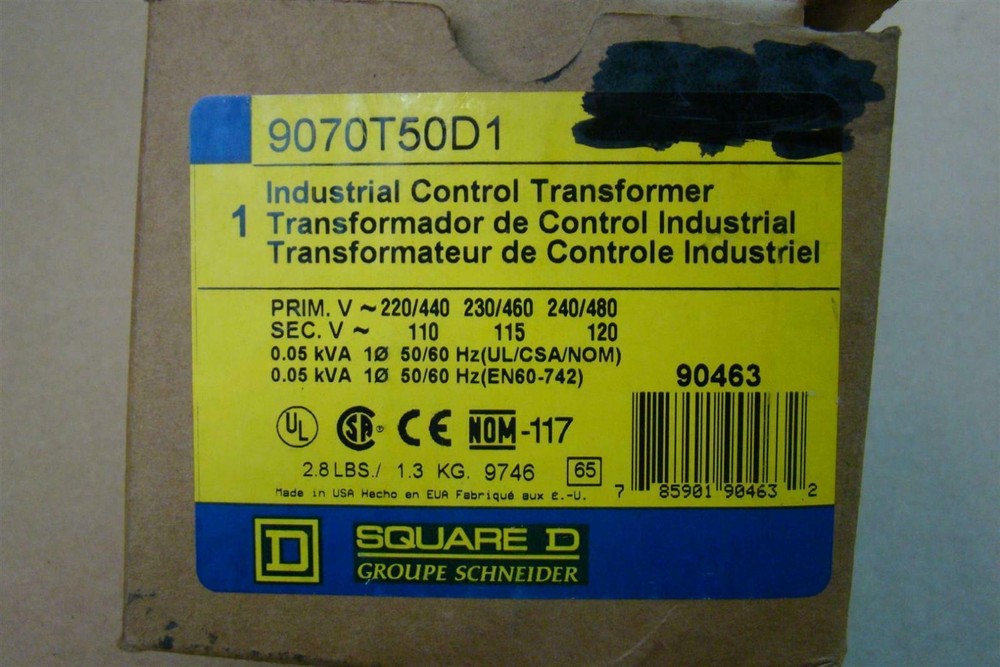 9070T50D1
Industrial Control Transformer
1 Transformador de Control Industrial
Transformateur de Controle Industriel
PRIM. V ~ 220/440 230/460 240/480
SEC. V ~ 110 115 120
0.05 kVA 1Ø 50/60 Hz(UL/CSA/NOM)
0.05 kVA 1Ø 50/60 Hz(EN60-742)
90463
UL SA ® CE NOM-117
2.8 LBS./ 1.3 KG. 9746 65
7 85901 90463 2
Made in USA Hecho en EUA Fabriqué aux É.-U.
D SQUARE D
GROUPE SCHNEIDER